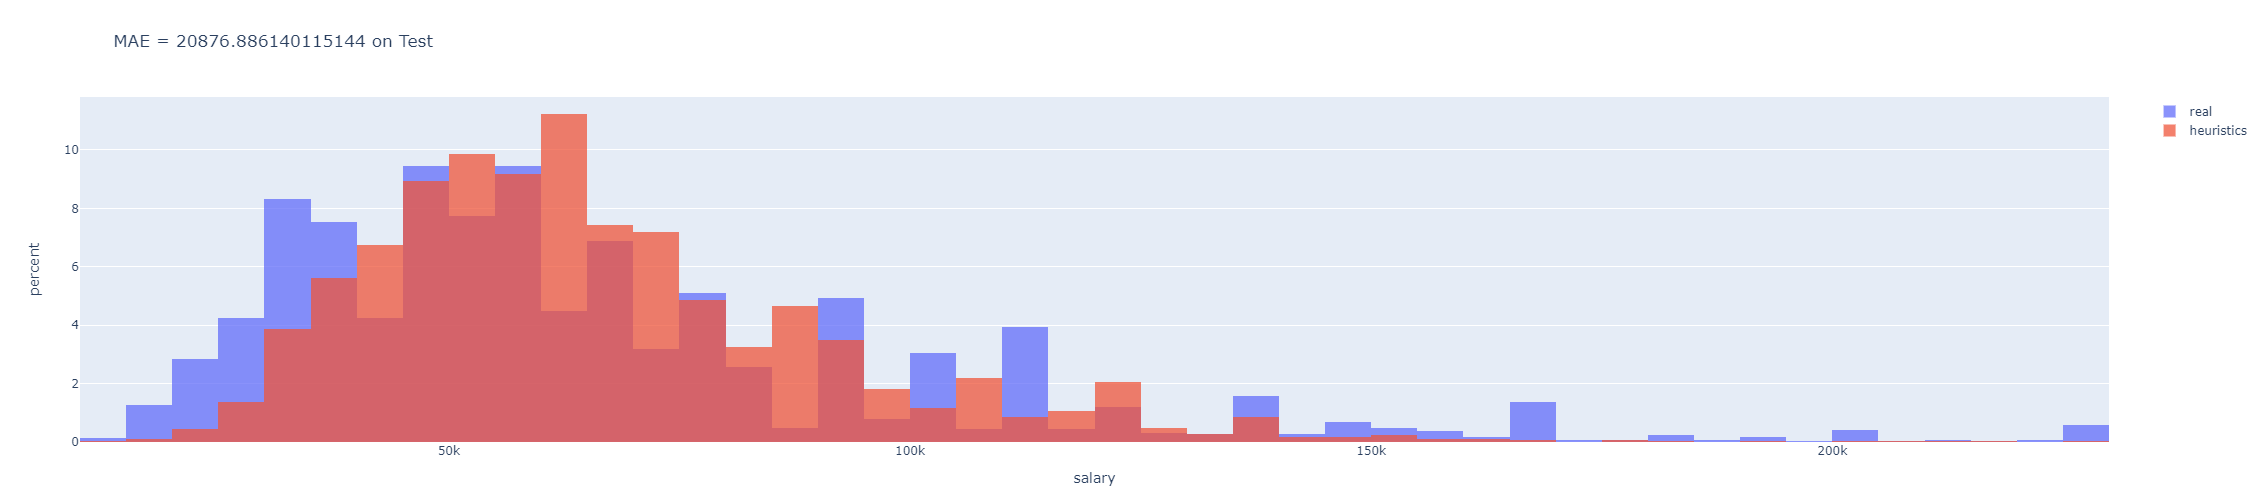 MAE = 20876.886140115144 on Test
real
heuristics
10
8
6
4
2
0
percent
50k
100k
150k
200k
salary